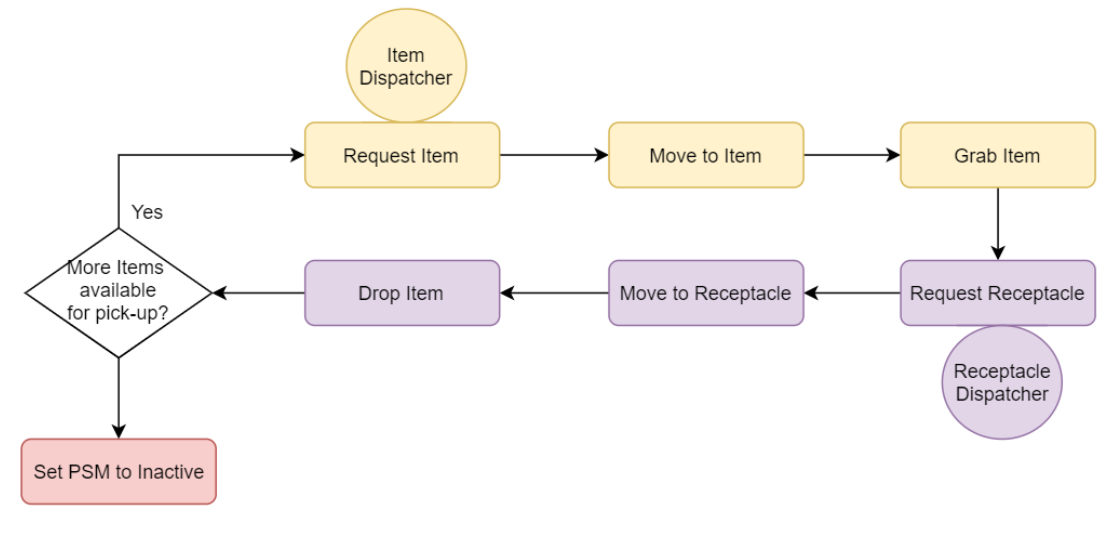 Item
Dispatcher
Request Item
Move to Item
Grab Item
Yes
More Items
available
for pick-up?
Drop Item
Move to Receptacle
Request Receptacle
Receptacle
Dispatcher
Set PSM to Inactive